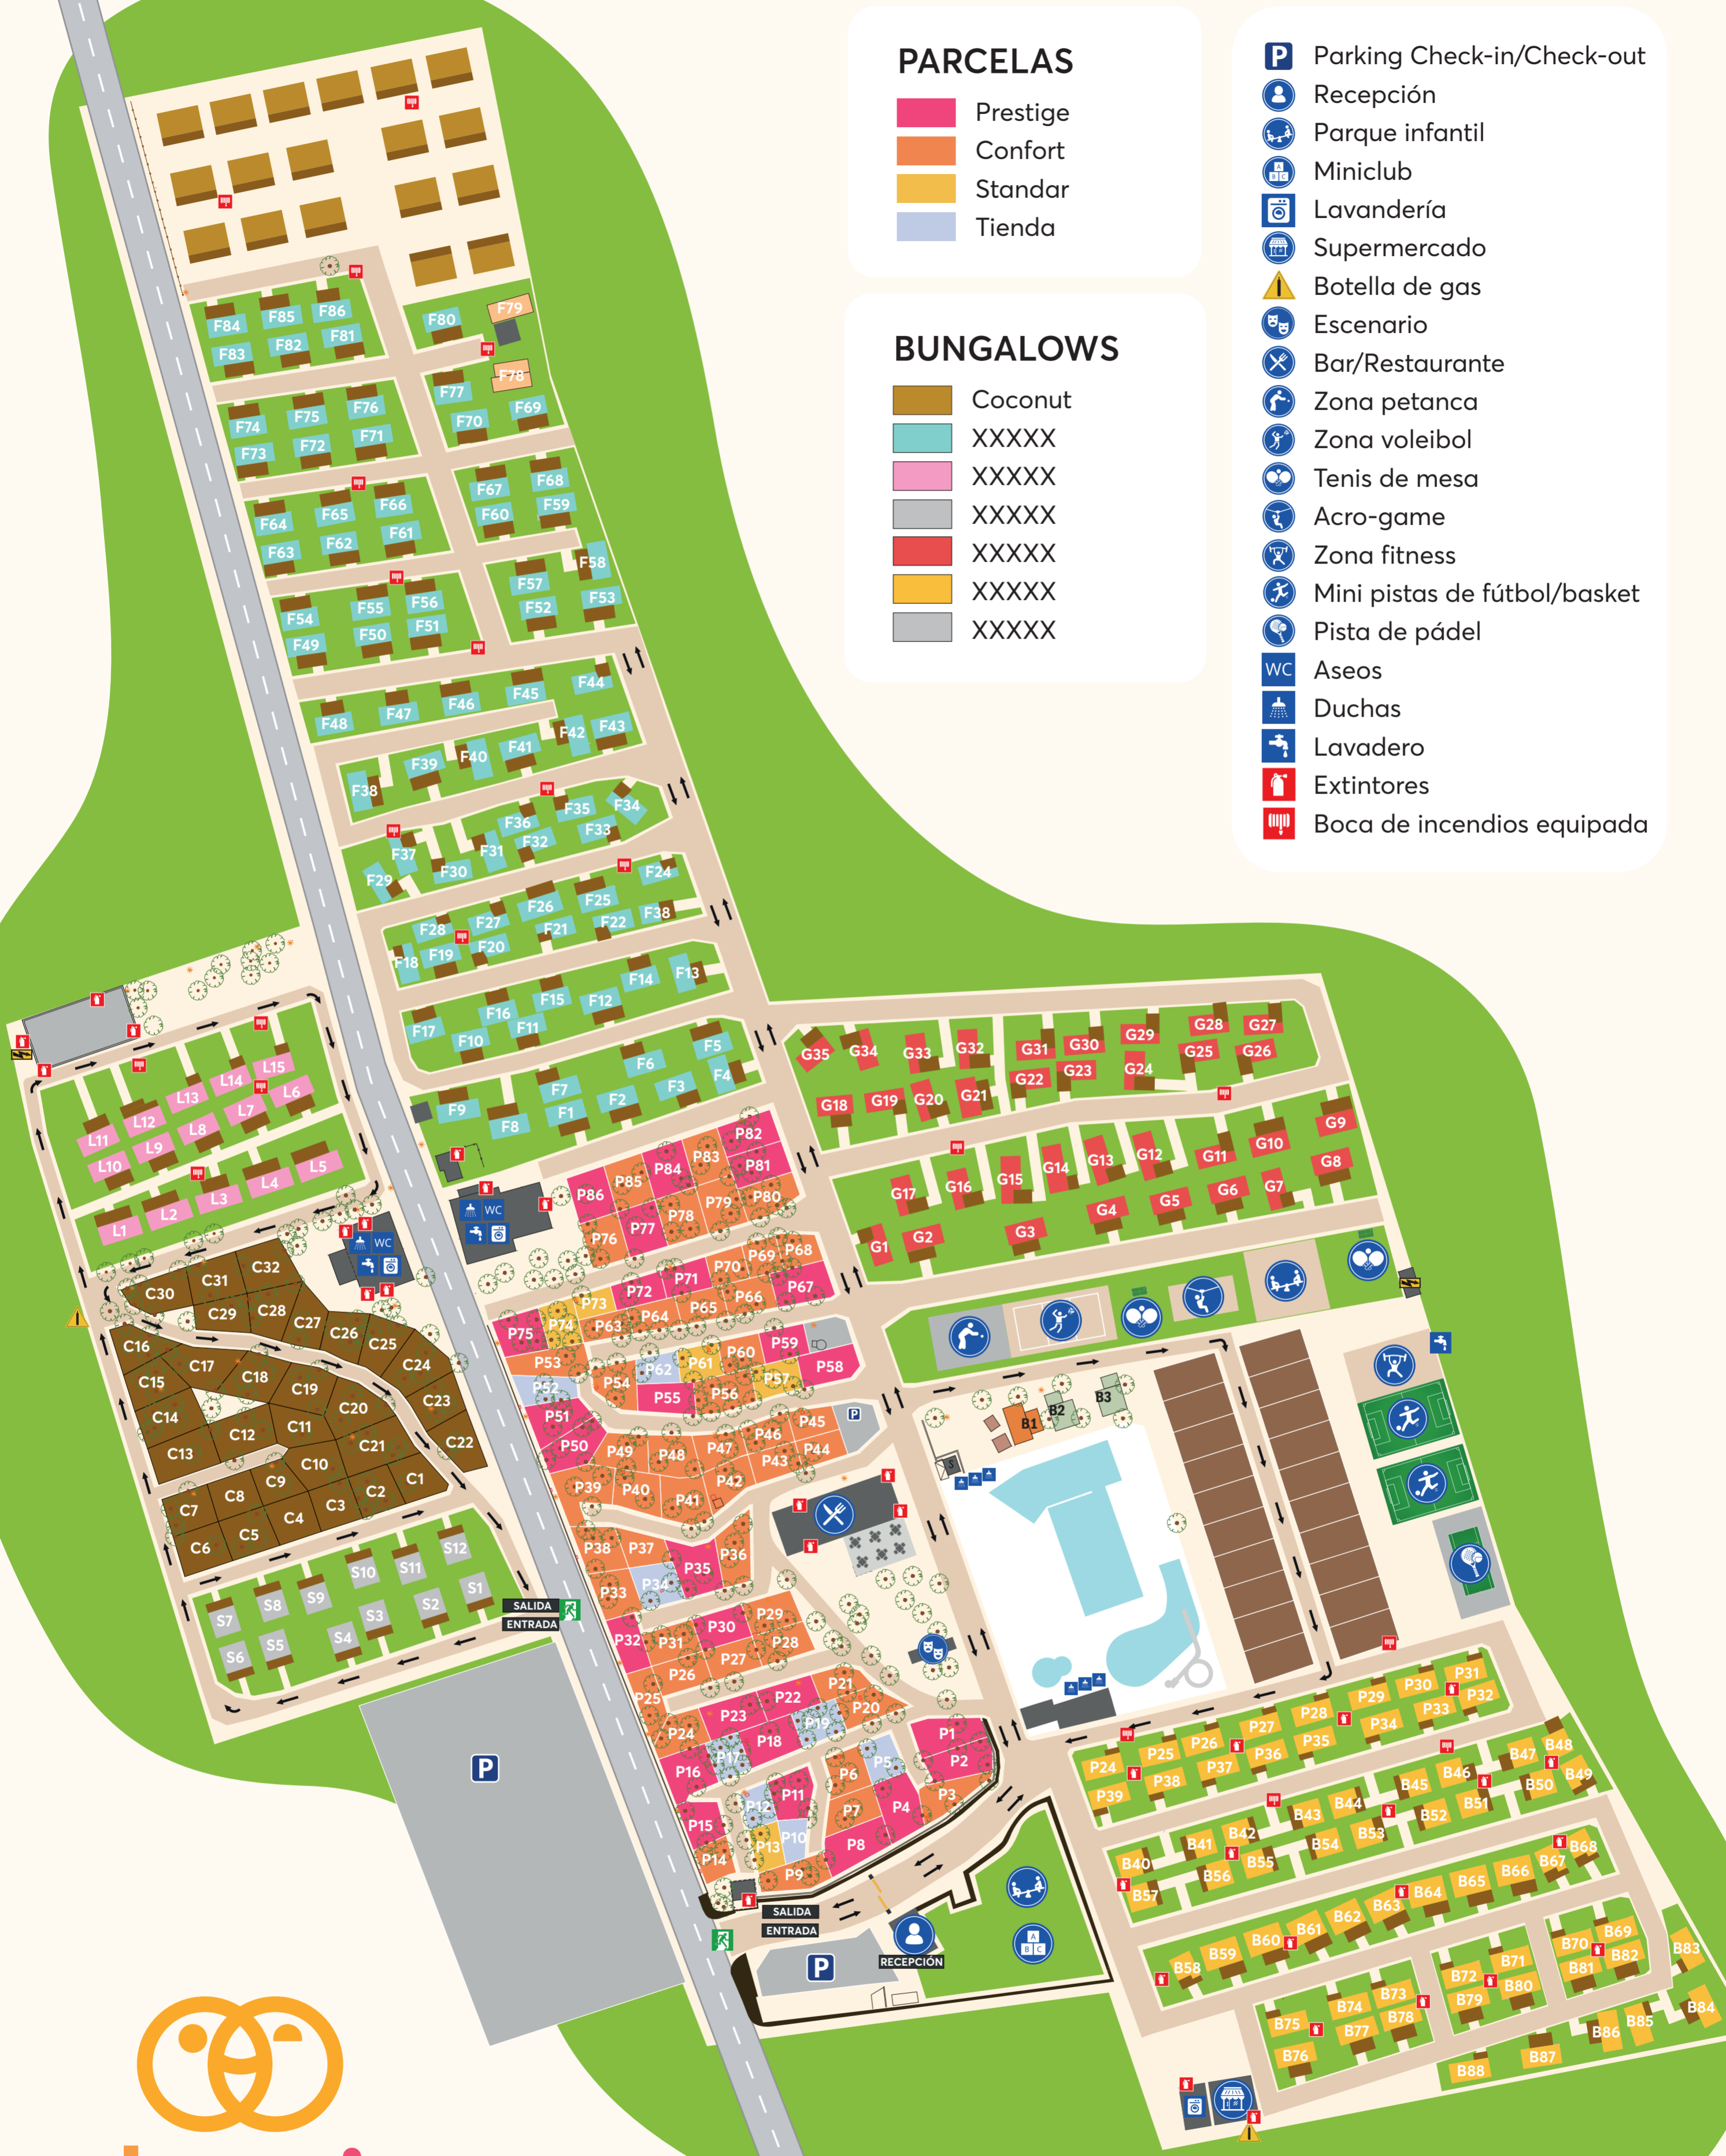 PARCELAS
Prestige
Confort
Standar
Tienda
BUNGALOWS
Coconut
XXXXX
XXXXX
XXXXX
XXXXX
XXXXX
XXXXX
P Parking Check-in/Check-out
Recepción
Parque infantil
A B C Miniclub
Lavandería
Supermercado
Botella de gas
Escenario
Bar/Restaurante
Zona petanca
Zona voleibol
Tenis de mesa
Acro-game
Zona fitness
Mini pistas de fútbol/basket
Pista de pádel
WC Aseos
Duchas
Lavadero
Extintores
Boca de incendios equipada
F84 F85 F86 F80 F79
F83 F82 F81
F78
F74 F75 F76 F77
F73 F72 F71 F70 F69
F64 F65 F66 F67 F68
F63 F62 F61 F60 F59
F54 F55 F56 F57 F58
F49 F50 F51 F52 F53
F48 F47 F46 F45 F44
F38 F39 F40 F41 F42 F43
F37 F36 F35 F34
F29 F30 F31 F32 F33
F28 F27 F26 F25 F24
F18 F19 F20 F21 F22 F38
F17 F16 F15 F14 F13
F10 F11 F12
F9 F7 F6 F5
F8 F1 F2 F3 F4
G35 G34 G33 G32 G31 G30 G29 G28 G27
G18 G19 G20 G21 G22 G23 G24 G25 G26
G17 G16 G15 G14 G13 G12 G11 G10 G9
G1 G2 G3 G4 G5 G6 G7 G8
L11 L12 L13 L14 L15
L10 L9 L8 L7 L6
L1 L2 L3 L4 L5
WC
WC
C30 C31 C32
C29 C28 C27 C26 C25 C24
C16 C17 C18 C19 C20 C23
C15 C14 C13 C12 C11 C10 C21 C22
C7 C8 C9
C6 C5 C4 C3 C2 C1
S7 S8 S9 S10 S11 S12
S6 S5 S4 S3 S2 S1
SALIDA
ENTRADA
P
P86 P85 P84 P83 P82
P81
P76 P77 P78 P79 P80
P75 P74 P73 P72 P71 P70 P69 P68
P63 P64 P65 P66 P67
P53 P54 P62 P61 P60 P59
P52 P55 P56 P57 P58
P51 P50 P49 P48 P47 P46 P45
P
P39 P40 P41 P42 P43 P44
P38 P37 P35 P36
P33 P34
P32 P31 P30 P29
P26 P27 P28
P25 P24 P23 P22 P21
P16 P17 P18 P19 P20
P15 P12 P11 P6 P5 P1
P2
P14 P13 P10 P7 P4 P3
P9 P8
B1 B2 B3
S
SALIDA
ENTRADA
P
RECEPCIÓN
A
B C
P24 P25 P26 P27 P28 P29 P30 P31
P39 P38 P37 P36 P35 P34 P33 P32
B40 B41 B42 B43 B44 B45 B46 B47 B48
B57 B56 B55 B54 B53 B52 B51 B50 B49
B58 B59 B60 B61 B62 B63 B64 B65 B66 B67 B68
B75 B74 B73 B72 B71 B70 B69 B83
B76 B77 B78 B79 B80 B81 B82
B88 B87 B86 B85 B84